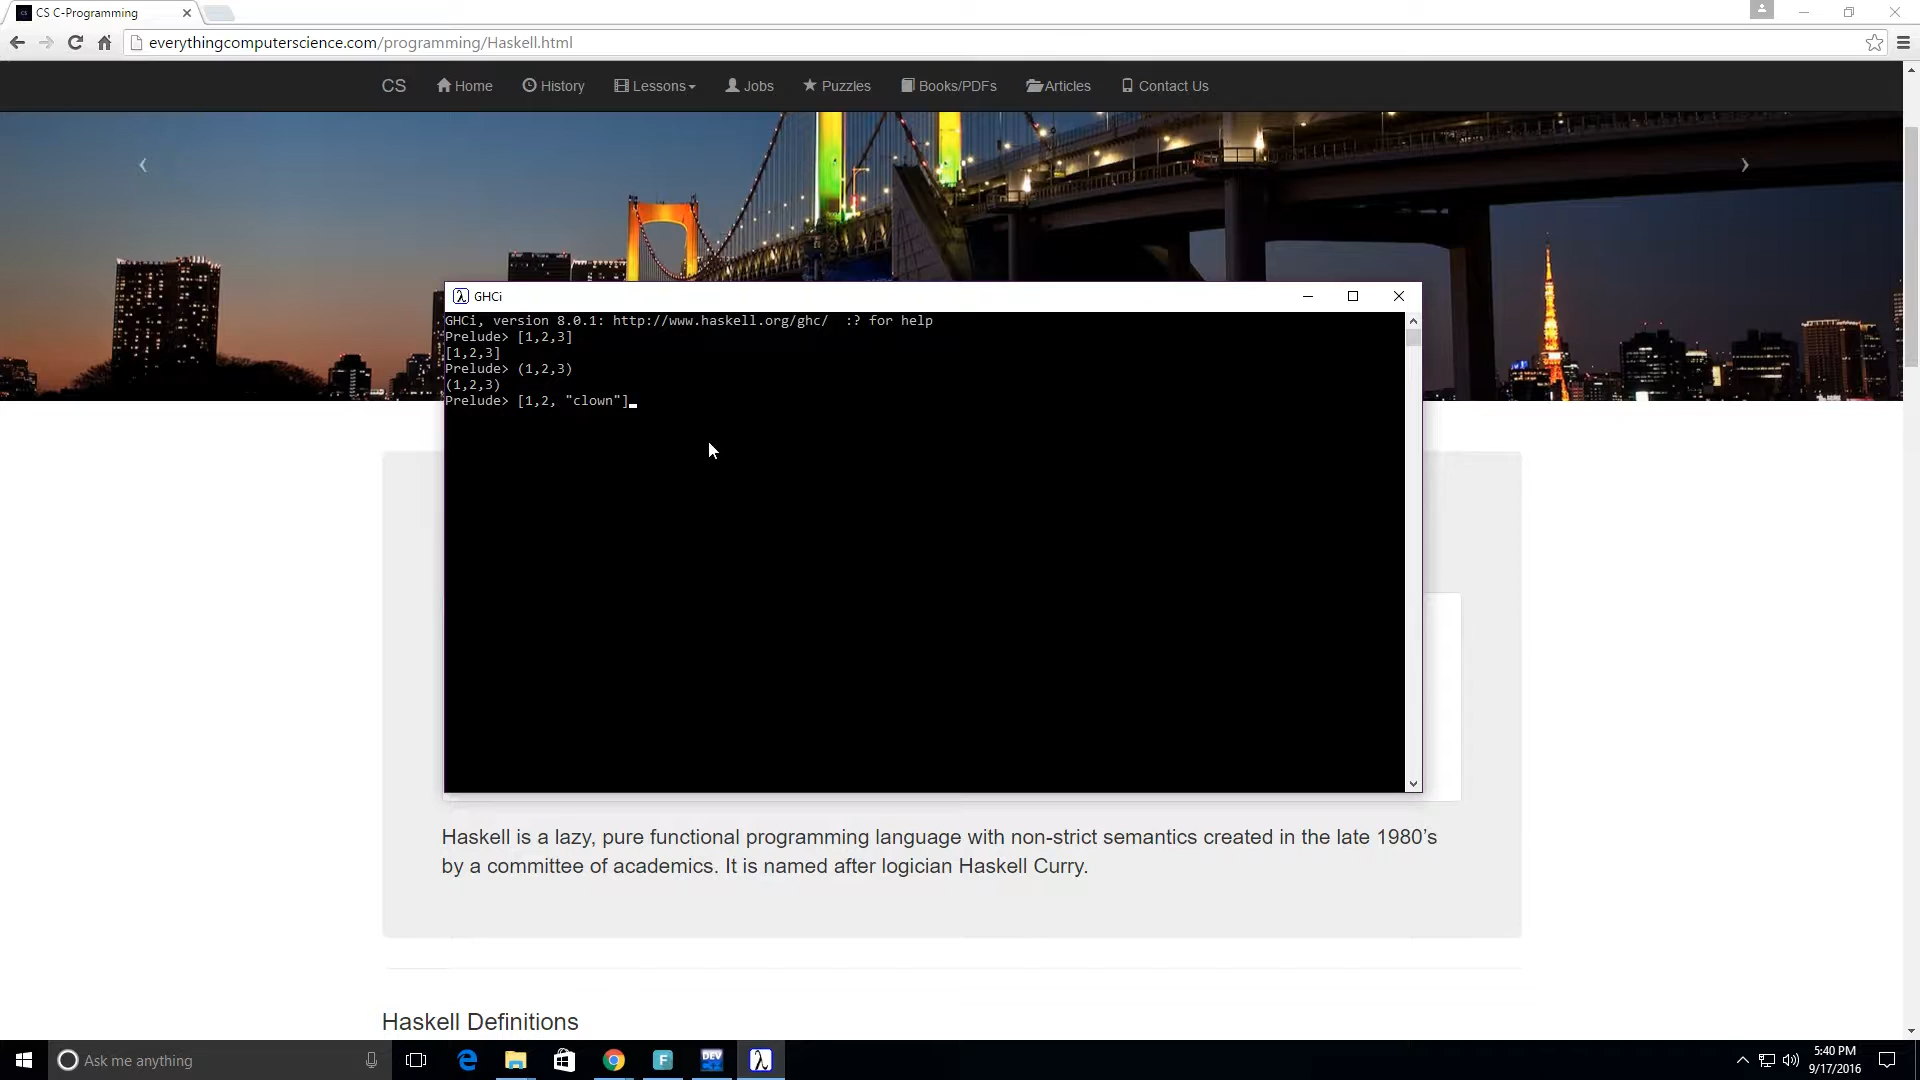 CS C-Programming
everythingcomputerscience.com/programming/Haskell.html
CS Home History Lessons Jobs Puzzles Books/PDFs Articles Contact Us
GHCi
GHCi, version 8.0.1: http://www.haskell.org/ghc/  :? for help
Prelude> [1,2,3]
[1,2,3]
Prelude> (1,2,3)
(1,2,3)
Prelude> [1,2, "clown"]
Haskell is a lazy, pure functional programming language with non-strict semantics created in the late 1980’s
by a committee of academics. It is named after logician Haskell Curry.
Haskell Definitions
Ask me anything
F
DEV
λ
5:40 PM
9/17/2016